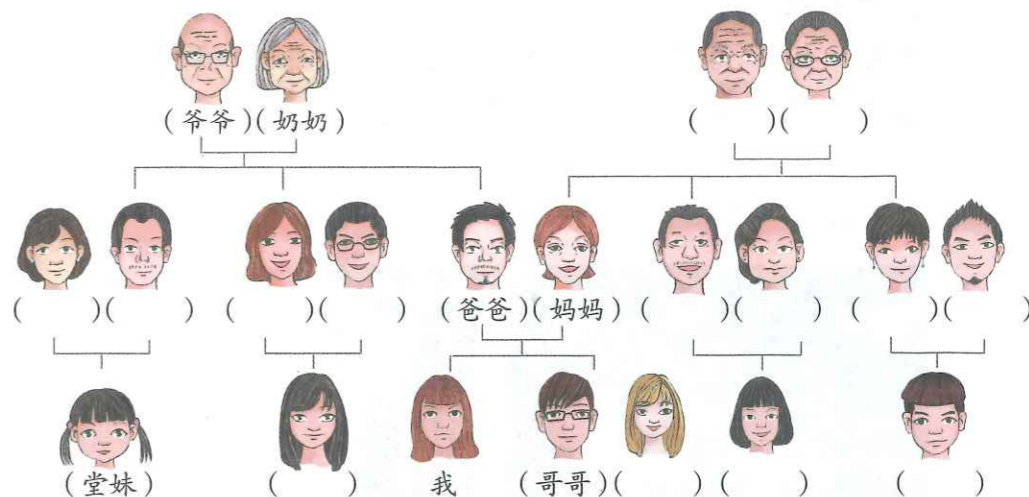 (爷爷)(奶奶) ( )( )
( )( ) ( )( ) (爸爸)(妈妈) ( )( ) ( )( )
(堂妹) ( ) 我 (哥哥)( ) ( ) ( )